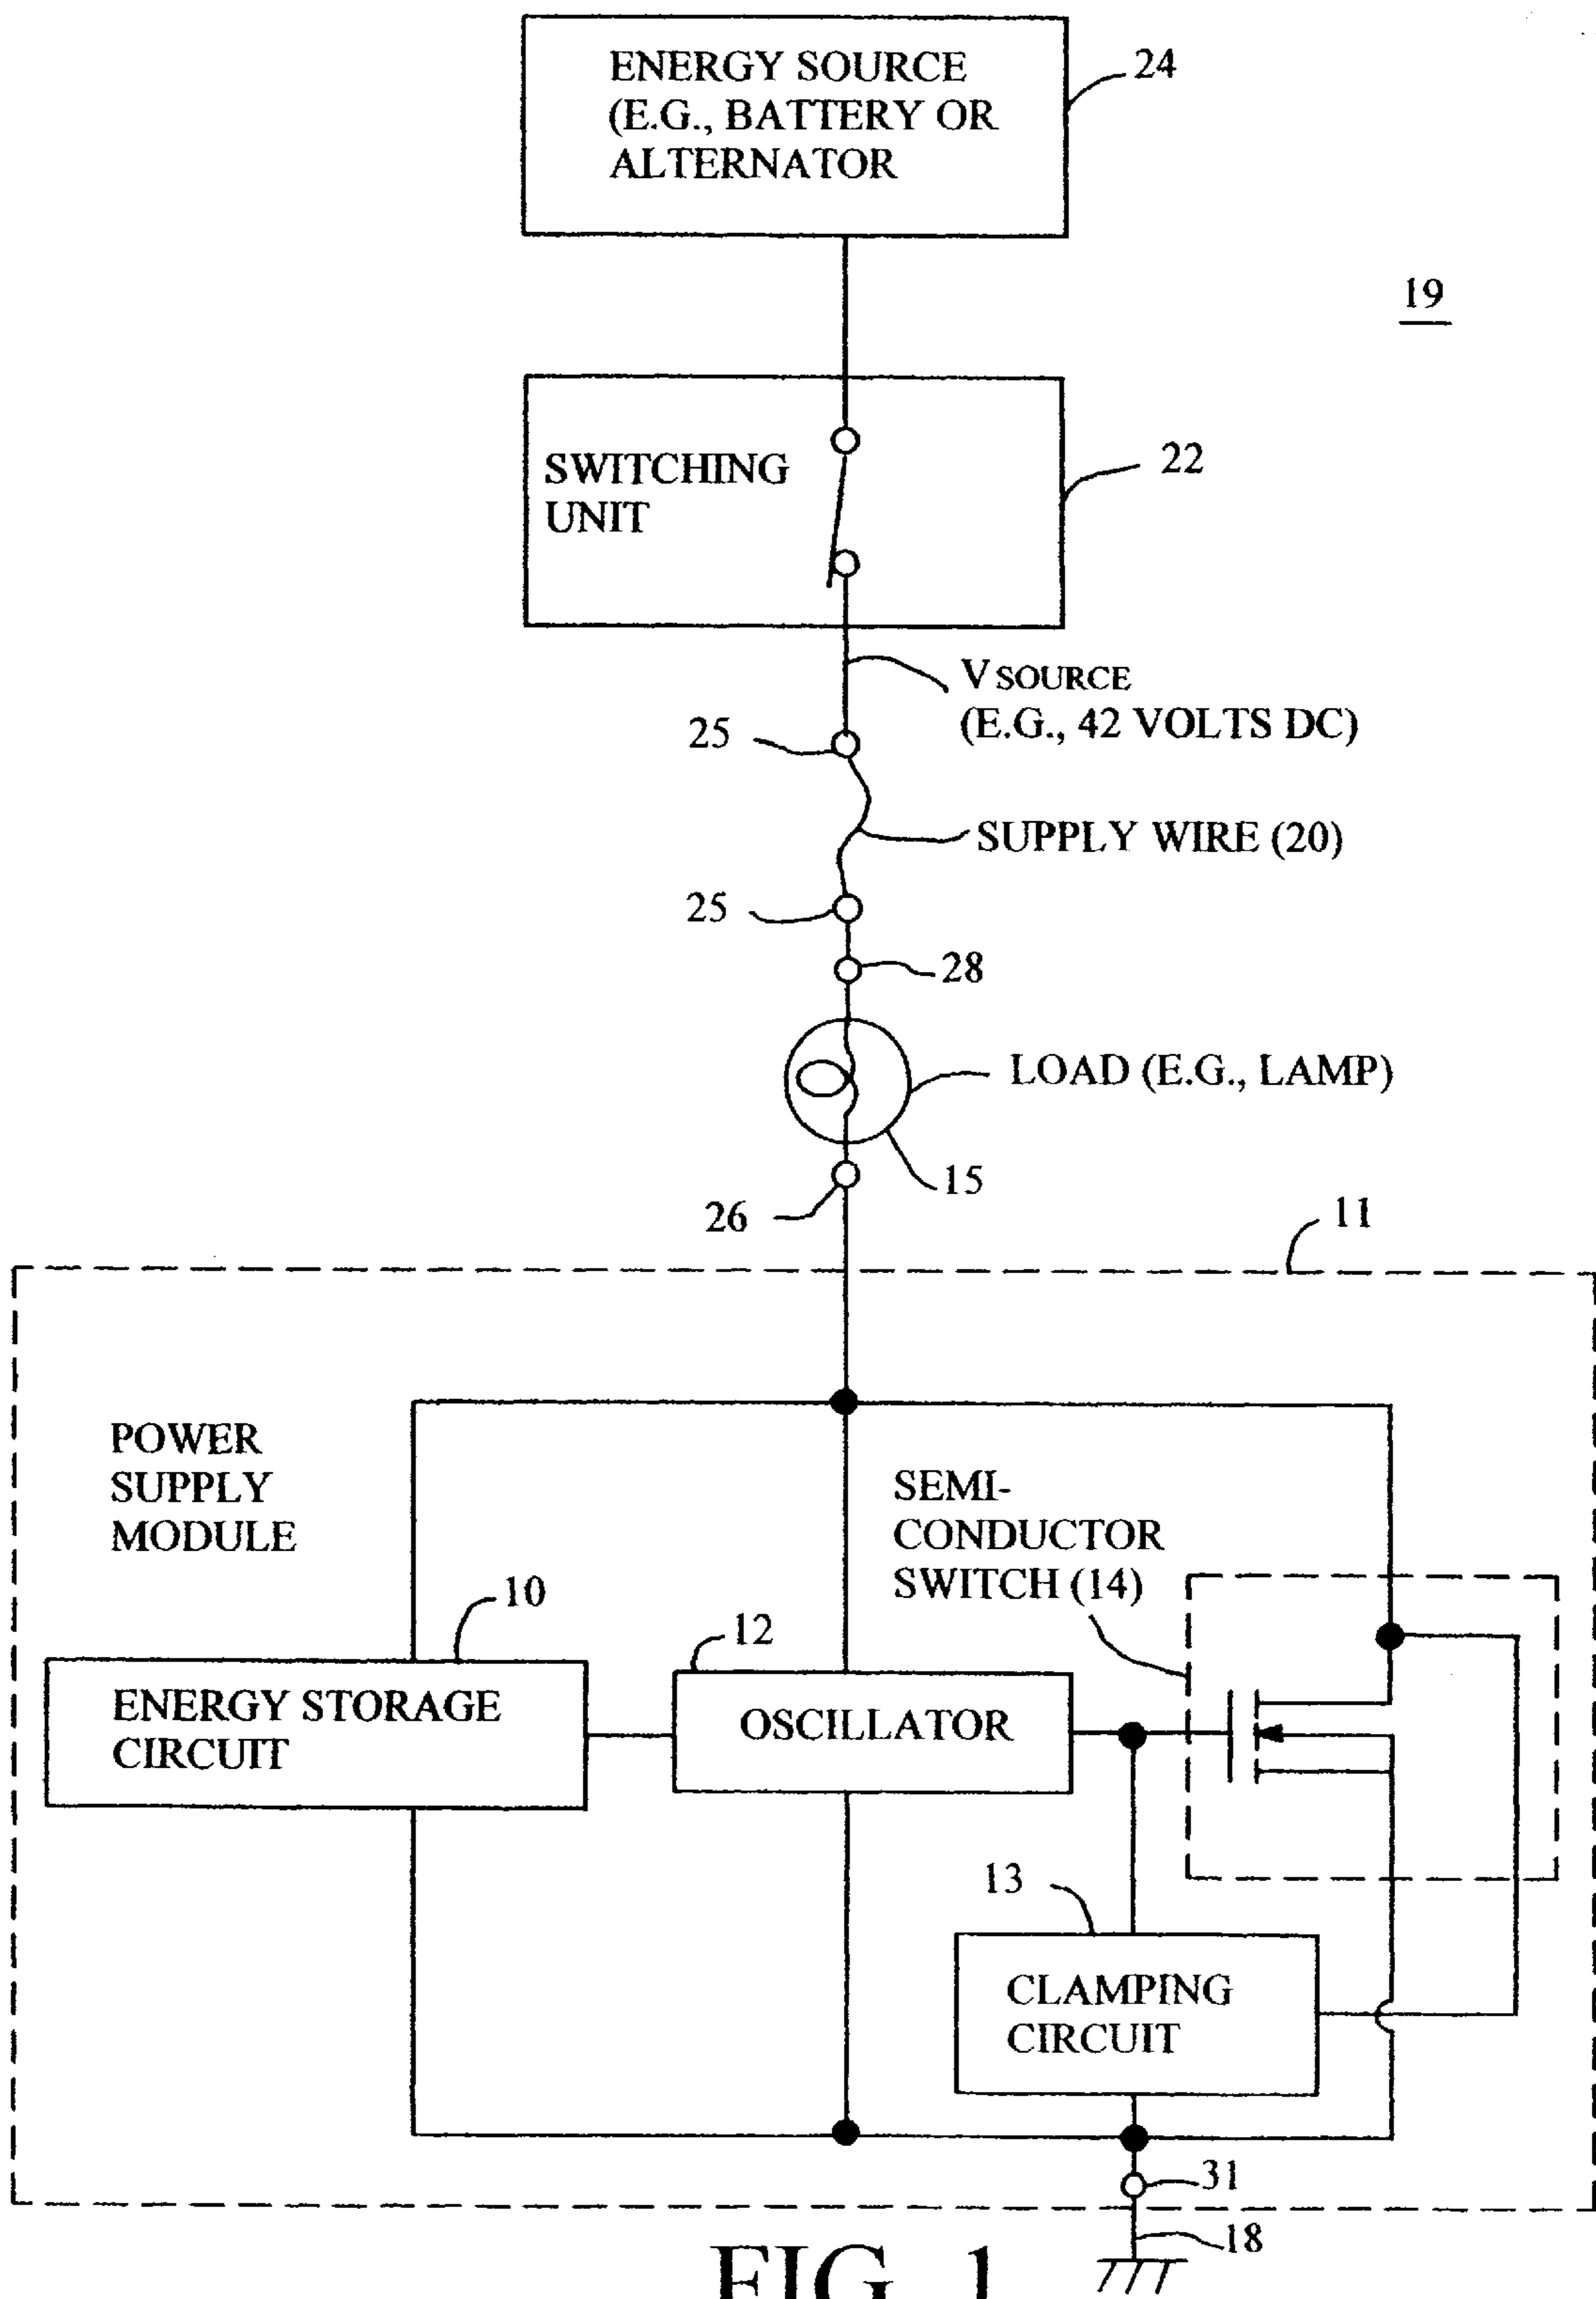 ENERGY SOURCE
(E.G., BATTERY OR
ALTERNATOR
24
19
SWITCHING
UNIT
22
VSOURCE
(E.G., 42 VOLTS DC)
25
SUPPLY WIRE (20)
25
28
LOAD (E.G., LAMP)
15
26
11
POWER
SUPPLY
MODULE
SEMI-
CONDUCTOR
SWITCH (14)
10
12
ENERGY STORAGE
CIRCUIT
OSCILLATOR
13
CLAMPING
CIRCUIT
31
18
FIG. 1